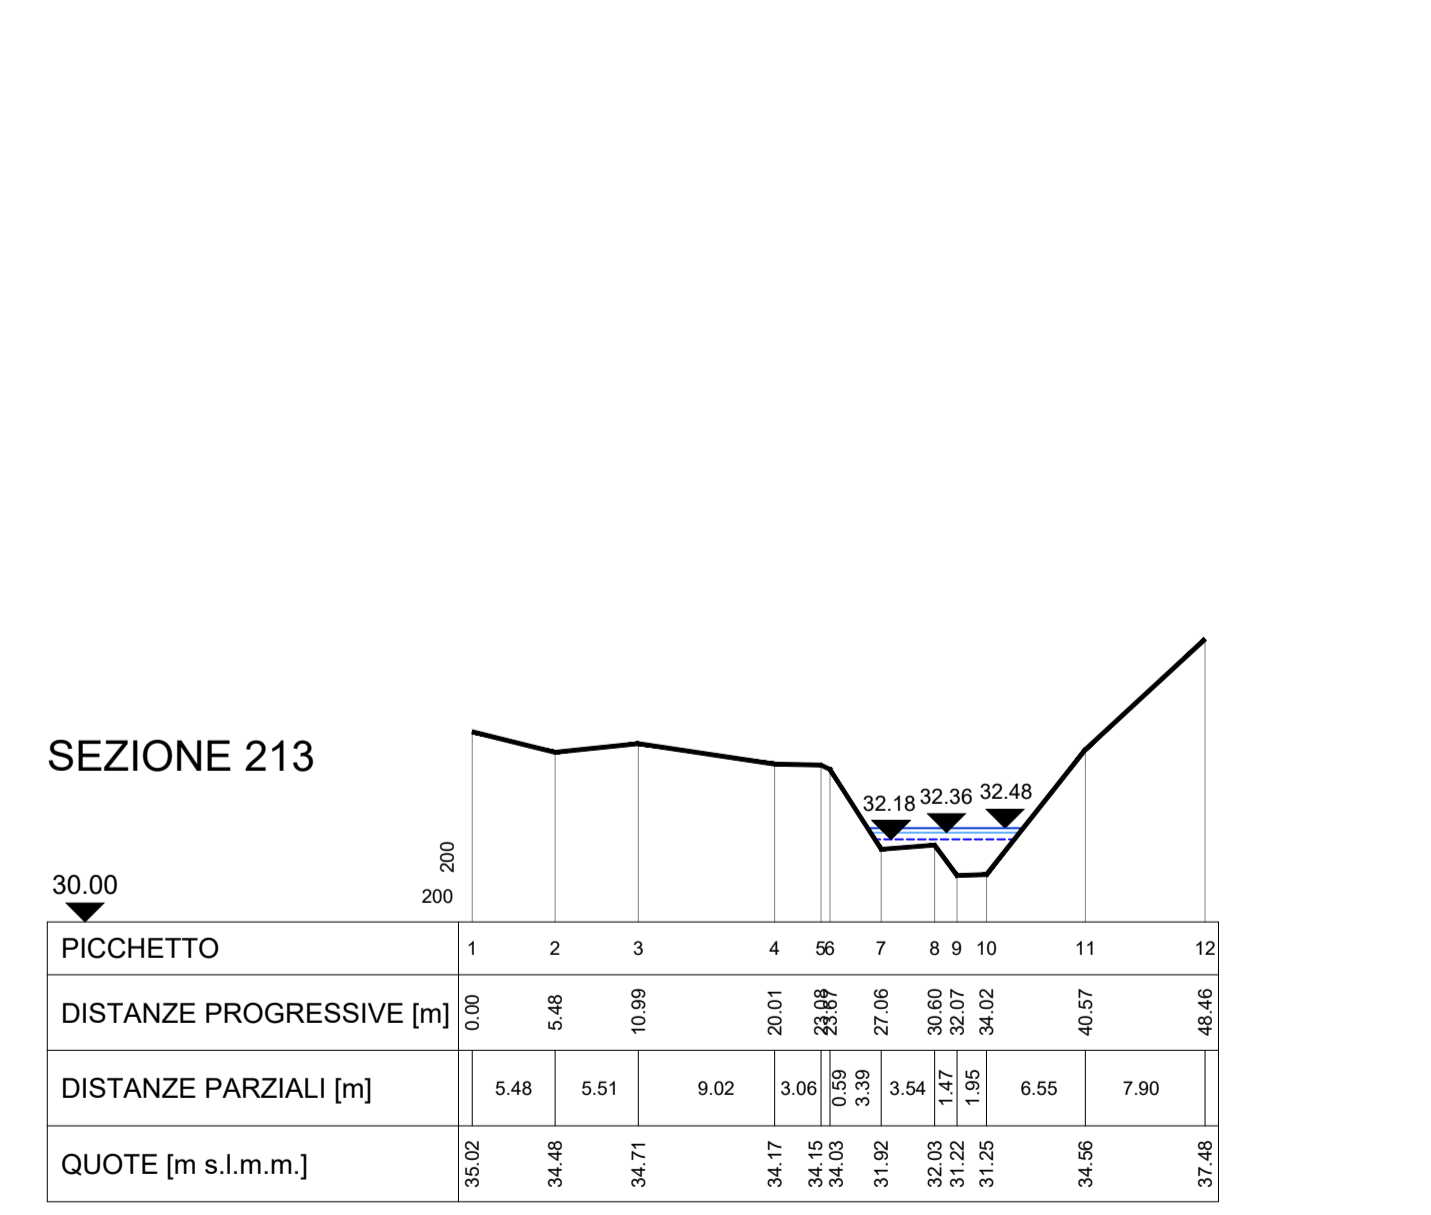 SEZIONE 213
32.18 32.36 32.48
200
200
30.00
PICCHETTO 1 2 3 4 5 6 7 8 9 10 11 12
DISTANZE PROGRESSIVE [m] 0.00 5.48 10.99 20.01 23.08 23.67 27.06 30.60 32.07 34.02 40.57 48.46
DISTANZE PARZIALI [m] 5.48 5.51 9.02 3.06 0.59 3.39 3.54 1.47 1.95 6.55 7.90
QUOTE [m s.l.m.m.] 35.02 34.48 34.71 34.17 34.15 34.03 31.92 32.03 31.22 31.25 34.56 37.48